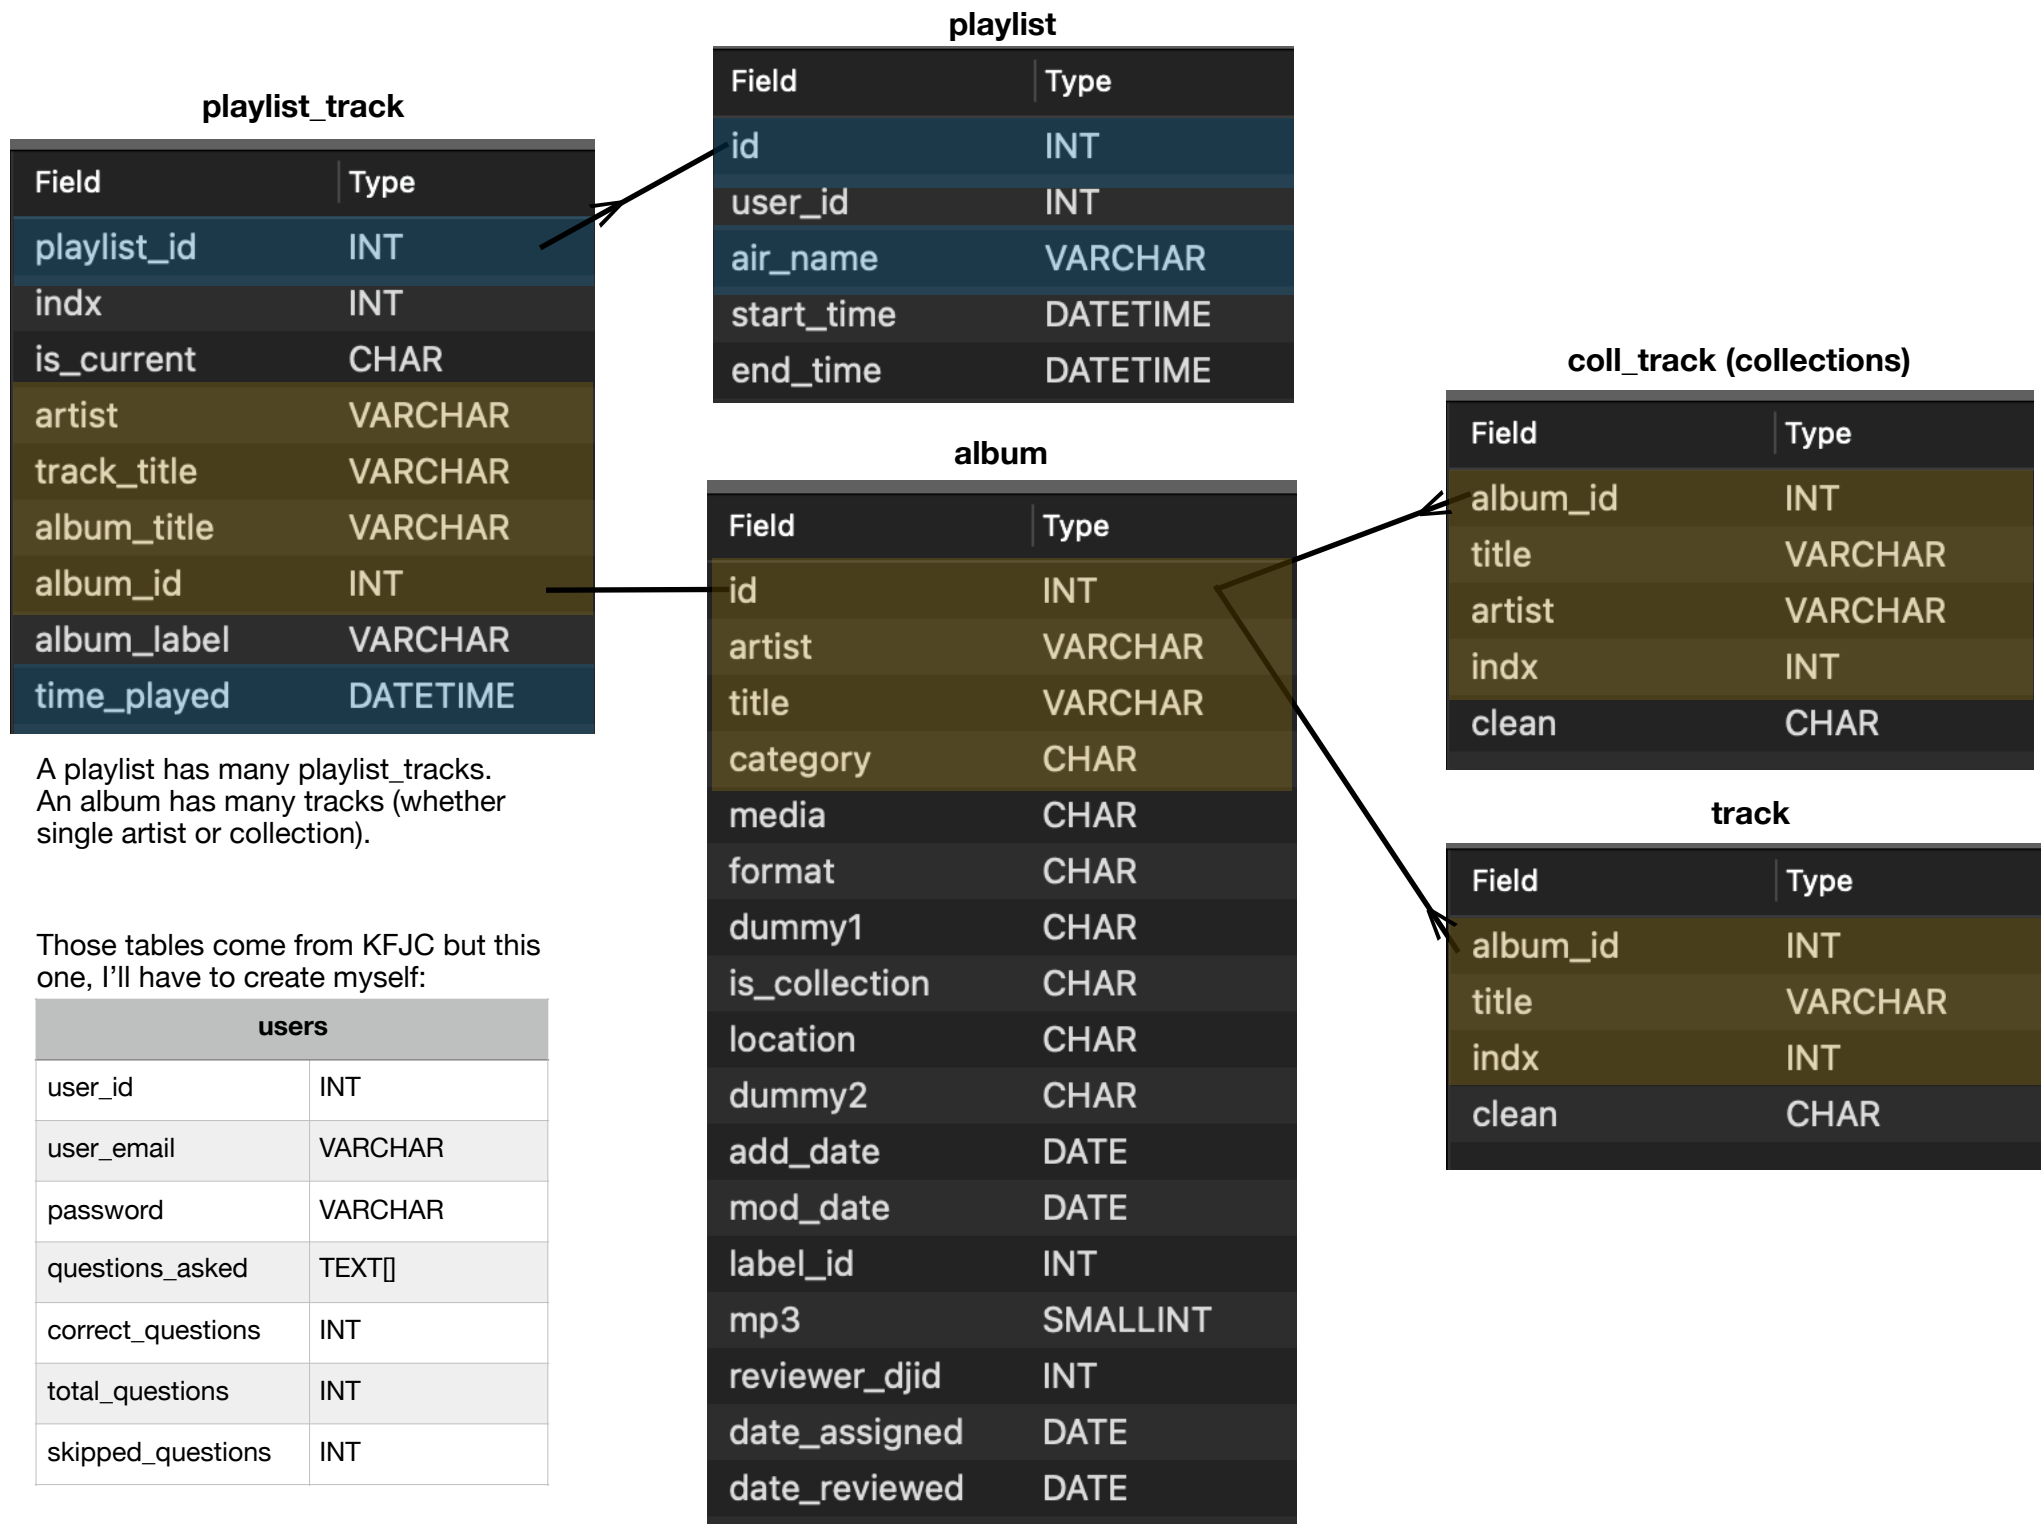 playlist_track
Field Type
playlist_id INT
indx INT
is_current CHAR
artist VARCHAR
track_title VARCHAR
album_title VARCHAR
album_id INT
album_label VARCHAR
time_played DATETIME
A playlist has many playlist_tracks.
An album has many tracks (whether
single artist or collection).
Those tables come from KFJC but this
one, I’ll have to create myself:
users
user_id INT
user_email VARCHAR
password VARCHAR
questions_asked TEXT[]
correct_questions INT
total_questions INT
skipped_questions INT
playlist
Field Type
id INT
user_id INT
air_name VARCHAR
start_time DATETIME
end_time DATETIME
album
Field Type
id INT
artist VARCHAR
title VARCHAR
category CHAR
media CHAR
format CHAR
dummy1 CHAR
is_collection CHAR
location CHAR
dummy2 CHAR
add_date DATE
mod_date DATE
label_id INT
mp3 SMALLINT
reviewer_djid INT
date_assigned DATE
date_reviewed DATE
coll_track (collections)
Field Type
album_id INT
title VARCHAR
artist VARCHAR
indx INT
clean CHAR
track
Field Type
album_id INT
title VARCHAR
indx INT
clean CHAR